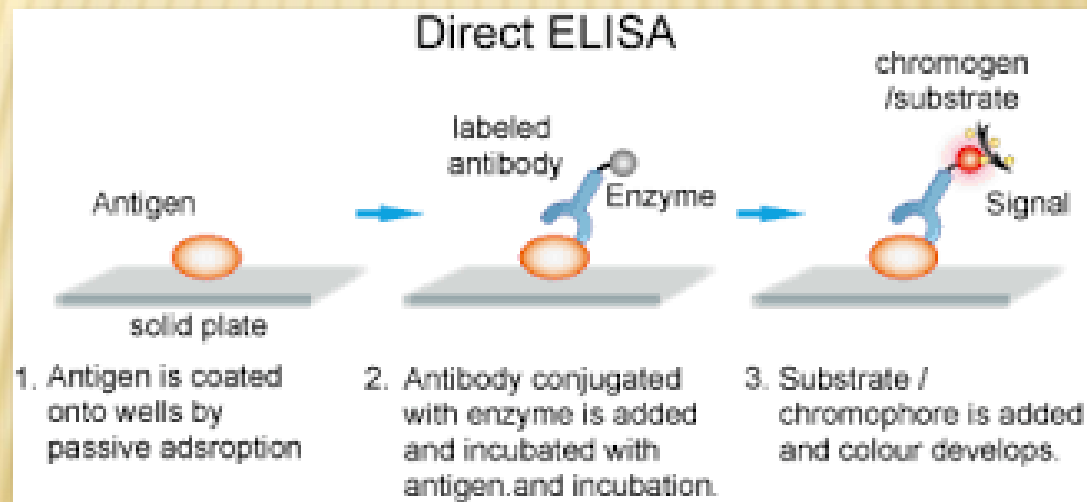 Direct ELISA
chromogen
/substrate
labeled
antibody
Enzyme
Antigen
Signal
solid plate
1. Antigen is coated
onto wells by
passive adsroption
2. Antibody conjugated
with enzyme is added
and incubated with
antigen.and incubation.
3. Substrate /
chromophore is added
and colour develops.